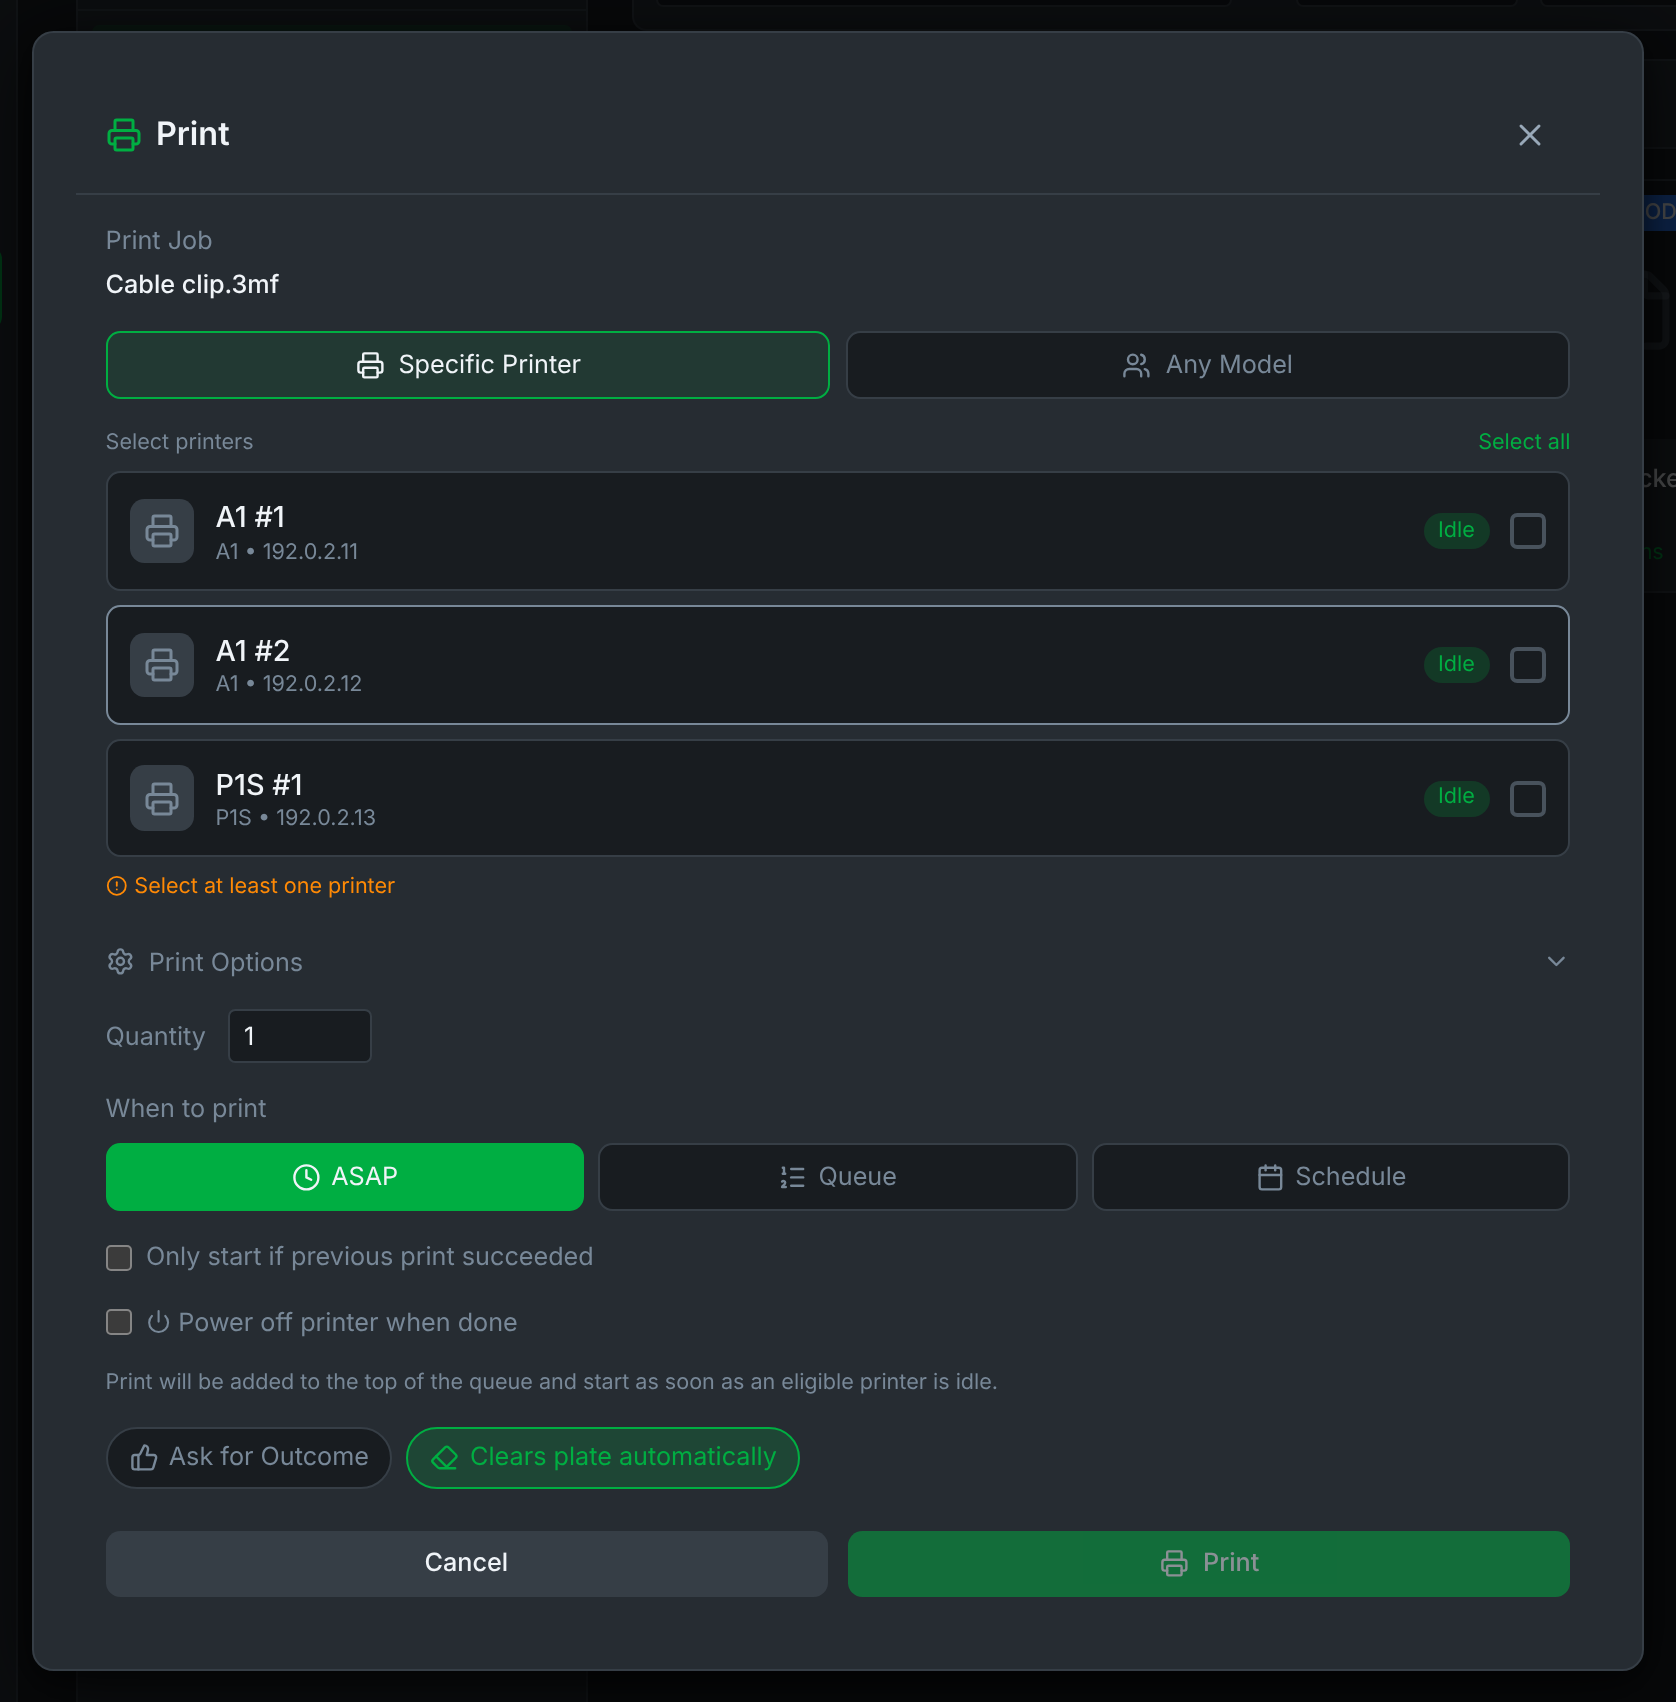 Print
Print Job
Cable clip.3mf
Specific Printer
Any Model
Select printers
Select all
A1 #1
A1 • 192.0.2.11
Idle
A1 #2
A1 • 192.0.2.12
Idle
P1S #1
P1S • 192.0.2.13
Idle
Select at least one printer
Print Options
Quantity
1
When to print
ASAP
Queue
Schedule
Only start if previous print succeeded
Power off printer when done
Print will be added to the top of the queue and start as soon as an eligible printer is idle.
Ask for Outcome
Clears plate automatically
Cancel
Print